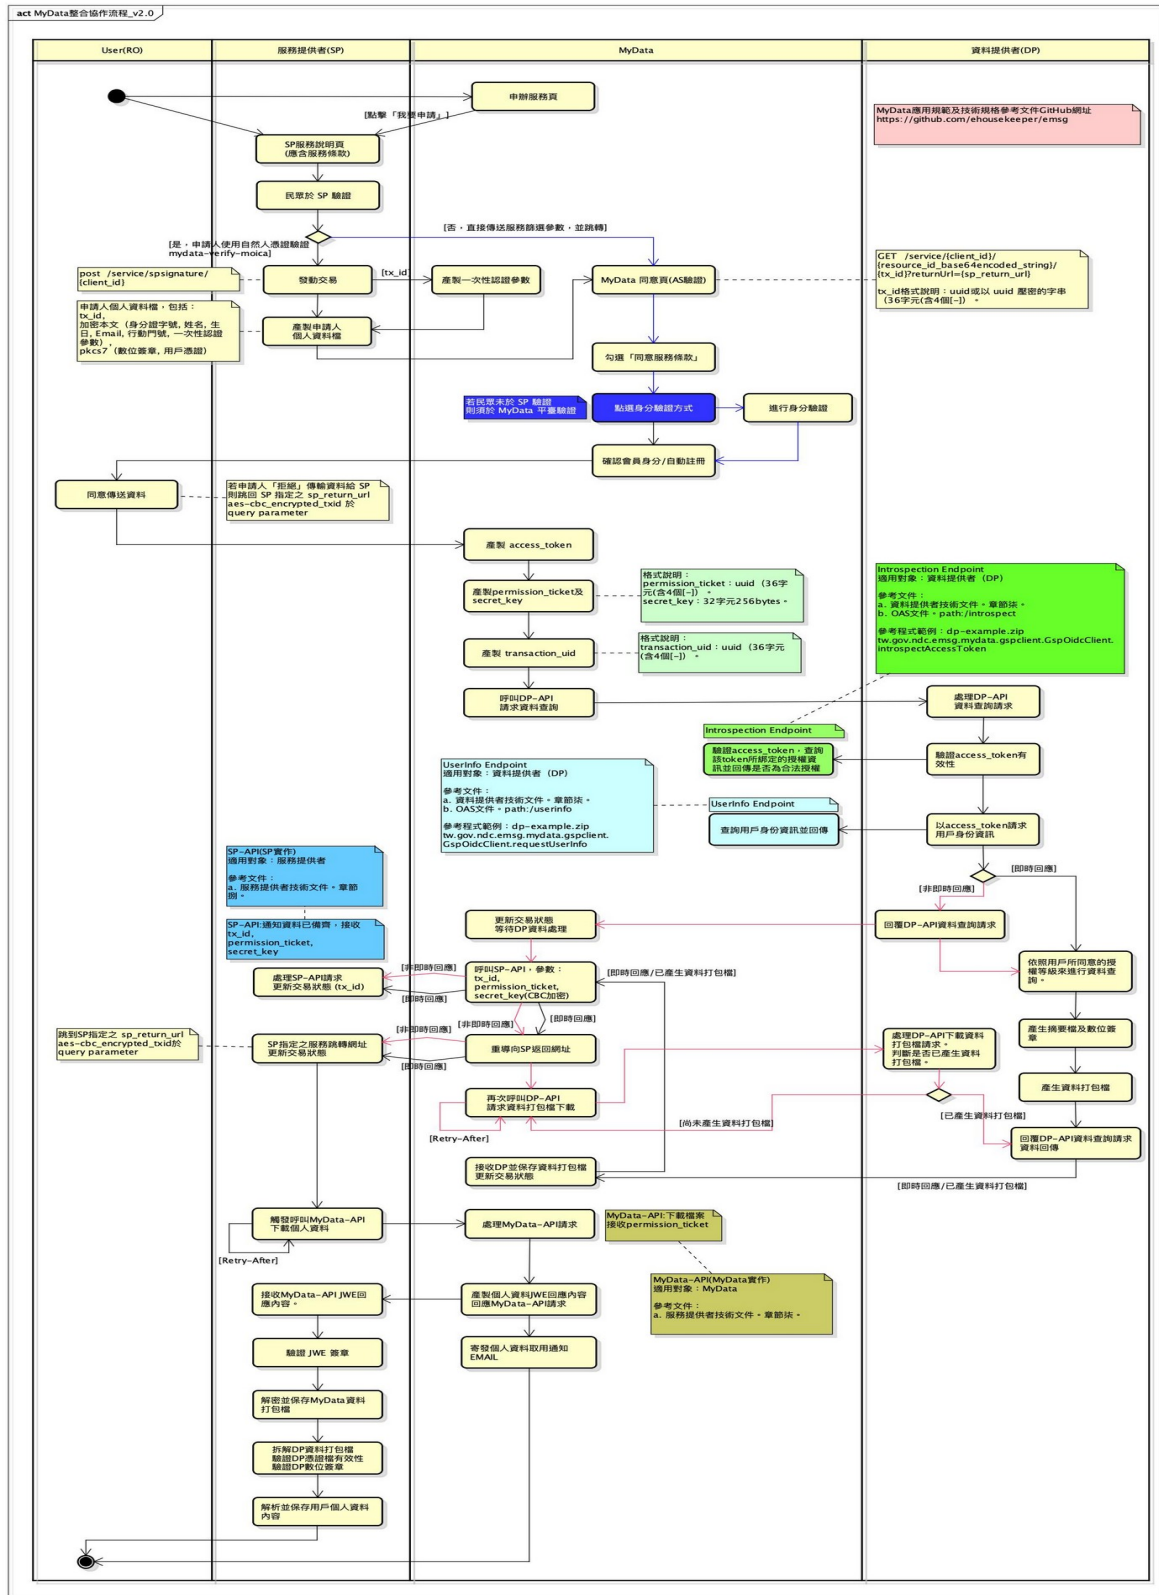 act MyData整合協作流程_v2.0
User(RO)
服務提供者(SP)
MyData
資料提供者(DP)
申辦服務頁
[點擊「我要申請」]
MyData應用規範及技術規格參考文件GitHub網址
https://github.com/ehousekeeper/emsg
SP服務說明頁
(應含服務條款)
民眾於 SP 驗證
[是，申請人使用自然人憑證驗證
mydata-verify-moica]
[否，直接傳送服務篩選參數，並跳轉]
post /service/spsignature/
{client_id}
發動交易
[tx_id]
產製一次性認證參數
MyData 同意頁(AS驗證)
GET /service/{client_id}/
{resource_id_base64encoded_string}/
{tx_id}?returnUrl={sp_return_url}
tx_id格式說明：uuid或以 uuid 壓密的字串
（36字元(含4個[-]）。
申請人個人資料檔，包括：
tx_id,
加密本文（身分證字號, 姓名, 生
日, Email, 行動門號, 一次性認證
參數）,
pkcs7（數位簽章, 用戶憑證）
產製申請人
個人資料檔
勾選「同意服務條款」
若民眾未於 SP 驗證
則須於 MyData 平臺驗證
點選身分驗證方式
進行身分驗證
確認會員身分/自動註冊
同意傳送資料
若申請人「拒絕」傳輸資料給 SP
則跳回 SP 指定之 sp_return_url
aes-cbc_encrypted_txid 於
query parameter
產製 access_token
產製permission_ticket及
secret_key
格式說明：
permission_ticket：uuid（36字
元(含4個[-]）。
secret_key：32字元256bytes。
Introspection Endpoint
適用對象：資料提供者（DP）
參考文件：
a. 資料提供者技術文件。章節柒。
b. OAS文件。path:/introspect
參考程式範例：dp-example.zip
tw.gov.ndc.emsg.mydata.gspclient.GspOidcClient.
introspectAccessToken
產製 transaction_uid
格式說明：
transaction_uid：uuid（36字元
(含4個[-]）。
呼叫DP-API
請求資料查詢
處理DP-API
資料查詢請求
Introspection Endpoint
驗證access_token，查詢
該token所綁定的授權資
訊並回傳是否為合法授權
驗證access_token有
效性
UserInfo Endpoint
適用對象：資料提供者（DP）
參考文件：
a. 資料提供者技術文件。章節柒。
b. OAS文件。path:/userinfo
參考程式範例：dp-example.zip
tw.gov.ndc.emsg.mydata.gspclient.
GspOidcClient.requestUserInfo
UserInfo Endpoint
查詢用戶身份資訊並回傳
以access_token請求
用戶身份資訊
SP-API(SP實作)
適用對象：服務提供者
參考文件：
a. 服務提供者技術文件。章節
捌。
[即時回應]
[非即時回應]
SP-API:通知資料已備齊，接收
tx_id,
permission_ticket,
secret_key
更新交易狀態
等待DP資料處理
回覆DP-API資料查詢請求
處理SP-API請求
更新交易狀態 (tx_id)
[非即時回應]
[即時回應]
呼叫SP-API，參數：
tx_id,
permission_ticket,
secret_key(CBC加密)
[即時回應/已產生資料打包檔]
依照用戶所同意的授
權等級來進行資料查
詢。
[非即時回應]
[即時回應]
跳到SP指定之 sp_return_url
aes-cbc_encrypted_txid於
query parameter
SP指定之服務跳轉網址
更新交易狀態
[非即時回應]
[即時回應]
重導向SP返回網址
處理DP-API下載資料
打包檔請求。
判斷是否已產生資料
打包檔。
產生摘要檔及數位簽
章
產生資料打包檔
再次呼叫DP-API
請求資料打包檔下載
[Retry-After]
[尚未產生資料打包檔]
[已產生資料打包檔]
回覆DP-API資料查詢請求
資料回傳
接收DP並保存資料打包檔
更新交易狀態
[即時回應/已產生資料打包檔]
觸發呼叫MyData-API
下載個人資料
[Retry-After]
處理MyData-API請求
MyData-API:下載檔案
接收permission_ticket
MyData-API(MyData實作)
適用對象：MyData
參考文件：
a. 服務提供者技術文件。章節柒。
接收MyData-API JWE回
應內容。
產製個人資料JWE回應內容
回應MyData-API請求
驗章 JWE 簽章
寄發個人資料取用通知
EMAIL
解密並保存MyData資料
打包檔
拆解DP資料打包檔
驗證DP憑證檔有效性
驗證DP數位簽章
解析並保存用戶個人資料
內容